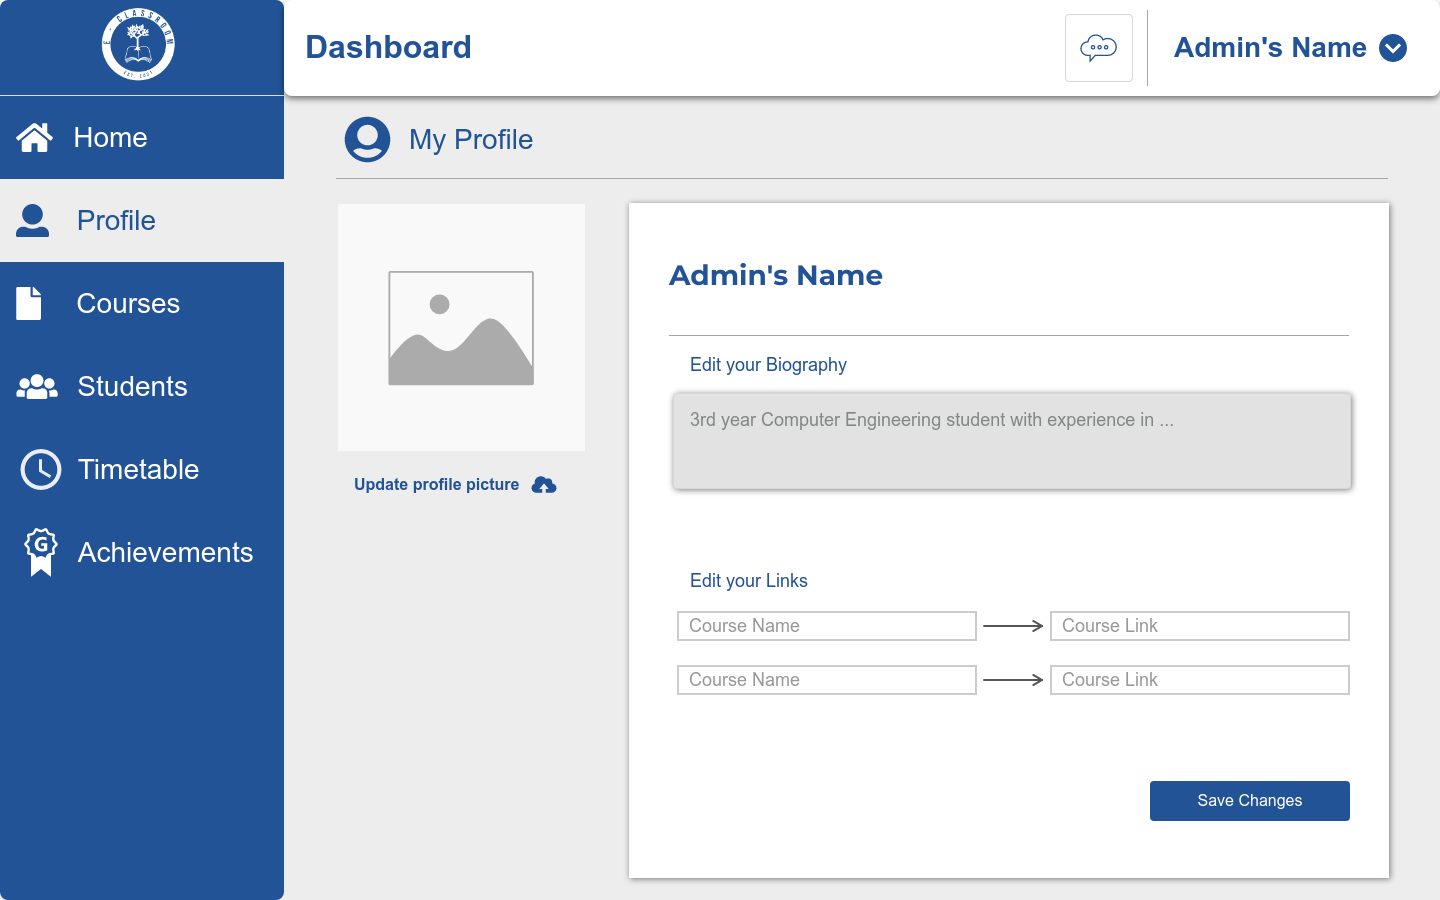 E - CLASSROOM
EST. 2021
Dashboard
Admin's Name
Home
Profile
Courses
Students
Timetable
G
Achievements
My Profile
Update profile picture
Admin's Name
Edit your Biography
3rd year Computer Engineering student with experience in ...
Edit your Links
Course Name
Course Link
Course Name
Course Link
Save Changes